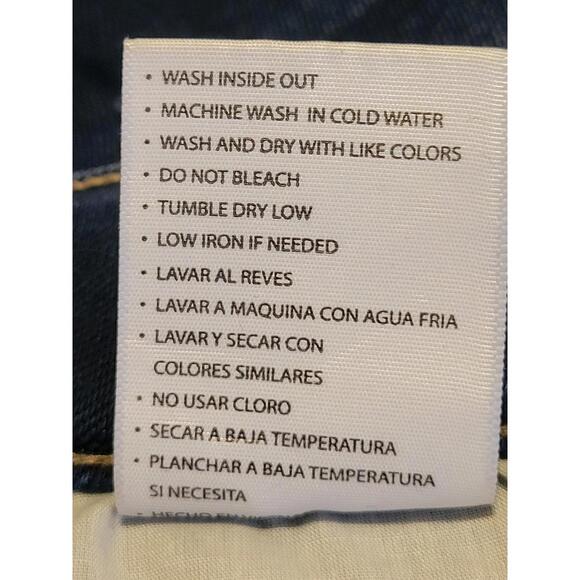 • WASH INSIDE OUT
• MACHINE WASH IN COLD WATER
• WASH AND DRY WITH LIKE COLORS
• DO NOT BLEACH
• TUMBLE DRY LOW
• LOW IRON IF NEEDED
• LAVAR AL REVES
• LAVAR A MAQUINA CON AGUA FRIA
• LAVAR Y SECAR CON
COLORES SIMILARES
• NO USAR CLORO
• SECAR A BAJA TEMPERATURA
• PLANCHAR A BAJA TEMPERATURA
SI NECESITA
• HECHO